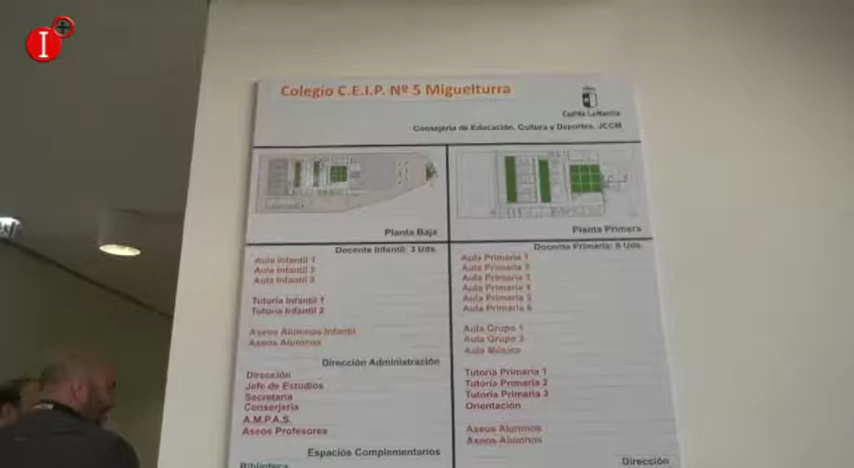 I
Colegio C.E.I.P. Nº 5 Miguelturra
Castilla-La Mancha
Consejería de Educación, Cultura y Deportes. JCCM
Planta Baja
Docente Infantil: 3 Uds.
Aula Infantil 1
Aula Infantil 2
Aula Infantil 3
Tutoría Infantil 1
Tutoría Infantil 2
Aseos Alumnos Infantil
Aseos Alumnos
Dirección Administración
Dirección
Jefe de Estudios
Secretaría
Conserjería
A.M.P.A.S.
Aseos Profesores
Espacios Complementarios
Biblioteca
Planta Primera
Docente Primaria: 6 Uds.
Aula Primaria 1
Aula Primaria 2
Aula Primaria 3
Aula Primaria 4
Aula Primaria 5
Aula Primaria 6
Aula Grupo 1
Aula Grupo 2
Aula Música
Tutoría Primaria 1
Tutoría Primaria 2
Tutoría Primaria 3
Orientación
Aseos Alumnos
Aseos Alumnos
Dirección